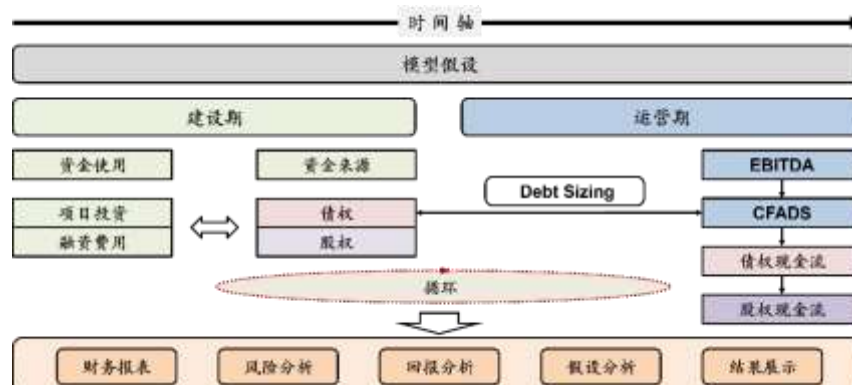 时间轴
模型假设
建设期
运营期
资金使用
资金来源
EBITDA
Debt Sizing
项目投资
债权
CFADS
融资费用
股权
债权现金流
循环
股权现金流
财务报表
风险分析
回报分析
假设分析
结果展示